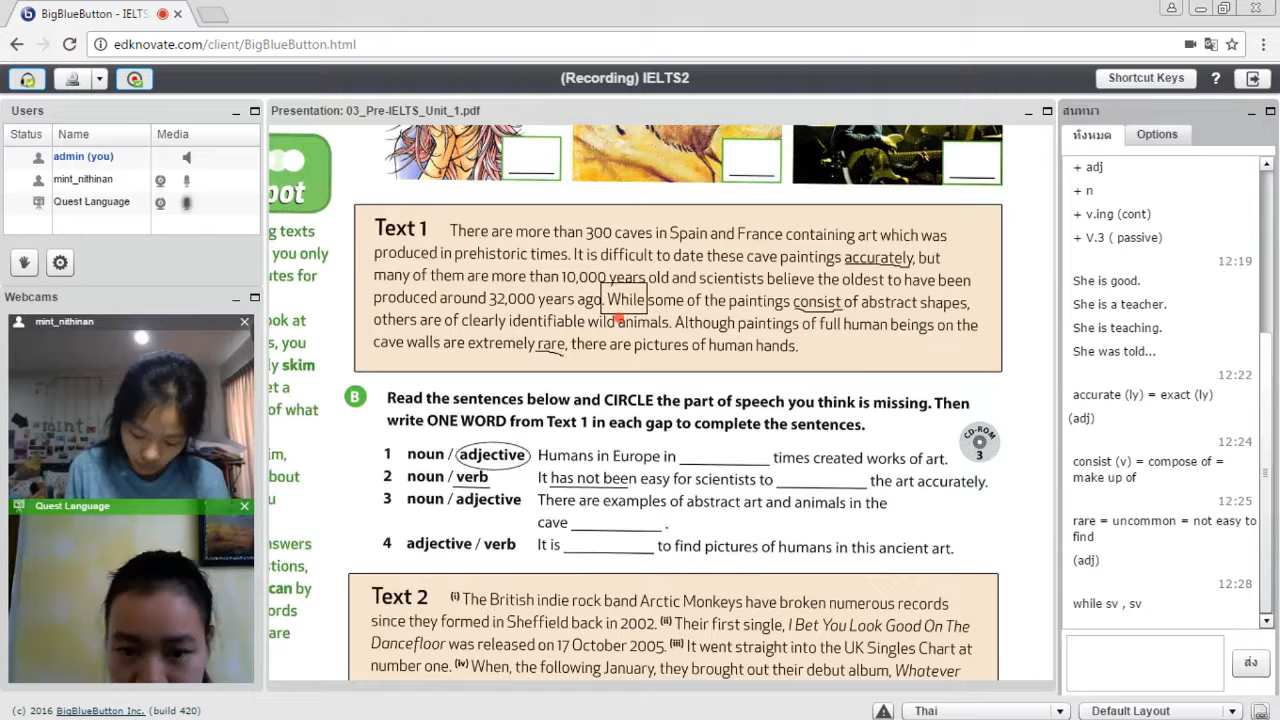 BigBlueButton - IELTS
edknovate.com/client/BigBlueButton.html
(Recording) IELTS2
Shortcut Keys
?
Users
Presentation: 03_Pre-IELTS_Unit_1.pdf
สนทนา
Status Name Media
ทั้งหมด Options
admin (you)
mint_nithinan
Quest Language
Webcams
mint_nithinan
Quest Language
pot
g texts
you only
utes for
ok at
s, you
y skim
et a
of what
im,
bout
u
nswers
stions,
can by
ords
are
Text 1 There are more than 300 caves in Spain and France containing art which was
produced in prehistoric times. It is difficult to date these cave paintings accurately, but
many of them are more than 10,000 years old and scientists believe the oldest to have been
produced around 32,000 years ago. While some of the paintings consist of abstract shapes,
others are of clearly identifiable wild animals. Although paintings of full human beings on the
cave walls are extremely rare, there are pictures of human hands.
B Read the sentences below and CIRCLE the part of speech you think is missing. Then
write ONE WORD from Text 1 in each gap to complete the sentences.
CD-ROM
3
1 noun / adjective Humans in Europe in __________ times created works of art.
2 noun / verb It has not been easy for scientists to __________ the art accurately.
3 noun / adjective There are examples of abstract art and animals in the
cave __________ .
4 adjective / verb It is __________ to find pictures of humans in this ancient art.
Text 2 (i) The British indie rock band Arctic Monkeys have broken numerous records
since they formed in Sheffield back in 2002. (ii) Their first single, I Bet You Look Good On The
Dancefloor was released on 17 October 2005. (iii) It went straight into the UK Singles Chart at
number one. (iv) When, the following January, they brought out their debut album, Whatever
+ adj
+ n
+ v.ing (cont)
+ V.3 ( passive)
12:19
She is good.
She is a teacher.
She is teaching.
She was told...
12:22
accurate (ly) = exact (ly)
(adj)
12:24
consist (v) = compose of =
make up of
12:25
rare = uncommon = not easy to
find
(adj)
12:28
while sv , sv
ส่ง
(c) 2016 BigBlueButton Inc. (build 420)
Thai
Default Layout